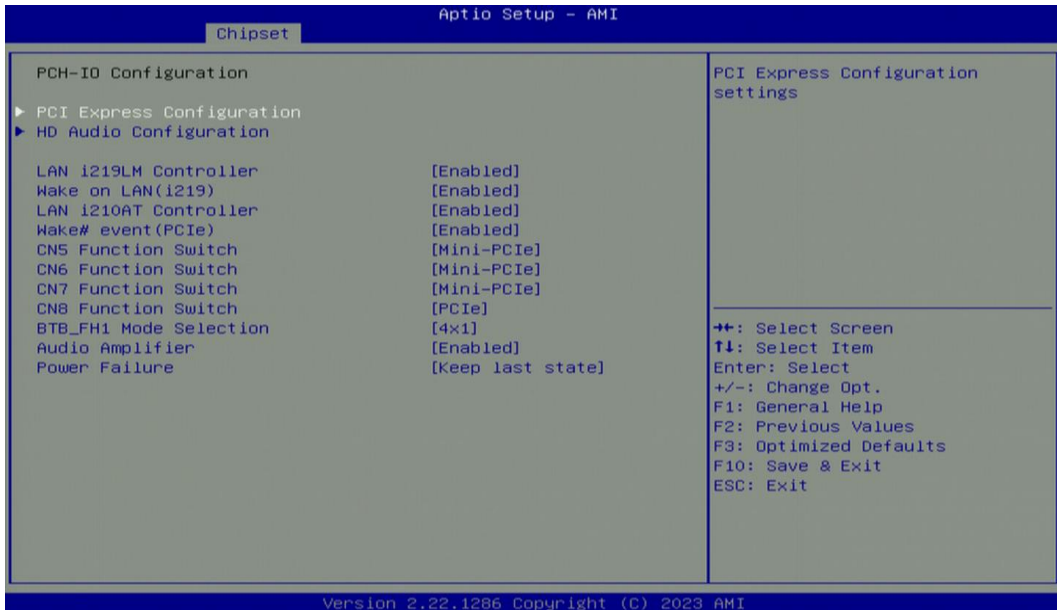 Aptio Setup – AMI
Chipset
PCH-IO Configuration
▶ PCI Express Configuration
▶ HD Audio Configuration
LAN i219LM Controller [Enabled]
Wake on LAN(i219) [Enabled]
LAN i210AT Controller [Enabled]
Wake# event(PCIe) [Enabled]
CN5 Function Switch [Mini-PCIe]
CN6 Function Switch [Mini-PCIe]
CN7 Function Switch [Mini-PCIe]
CN8 Function Switch [PCIe]
BTB_FH1 Mode Selection [4x1]
Audio Amplifier [Enabled]
Power Failure [Keep last state]
PCI Express Configuration
settings
→←: Select Screen
↑↓: Select Item
Enter: Select
+/-: Change Opt.
F1: General Help
F2: Previous Values
F3: Optimized Defaults
F10: Save & Exit
ESC: Exit
Version 2.22.1286 Copyright (C) 2023 AMI